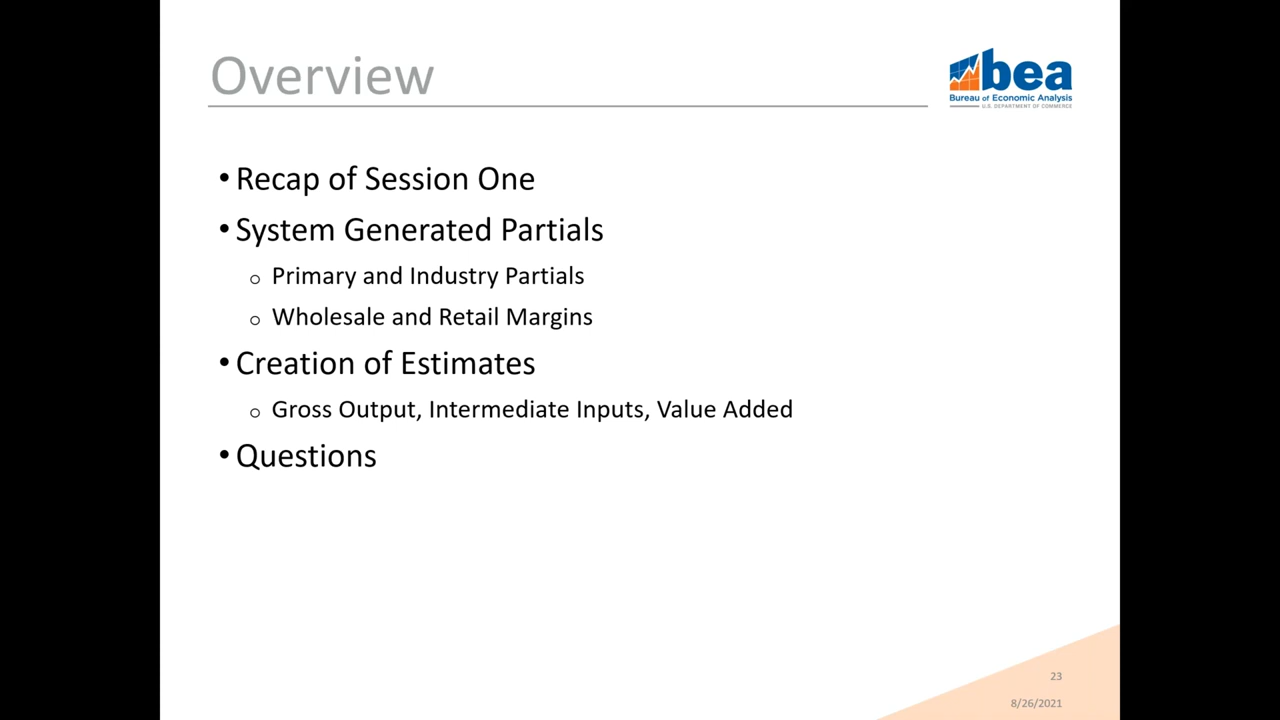 Overview
bea
Bureau of Economic Analysis
U.S. DEPARTMENT OF COMMERCE
• Recap of Session One
• System Generated Partials
o Primary and Industry Partials
o Wholesale and Retail Margins
• Creation of Estimates
o Gross Output, Intermediate Inputs, Value Added
• Questions
23
8/26/2021